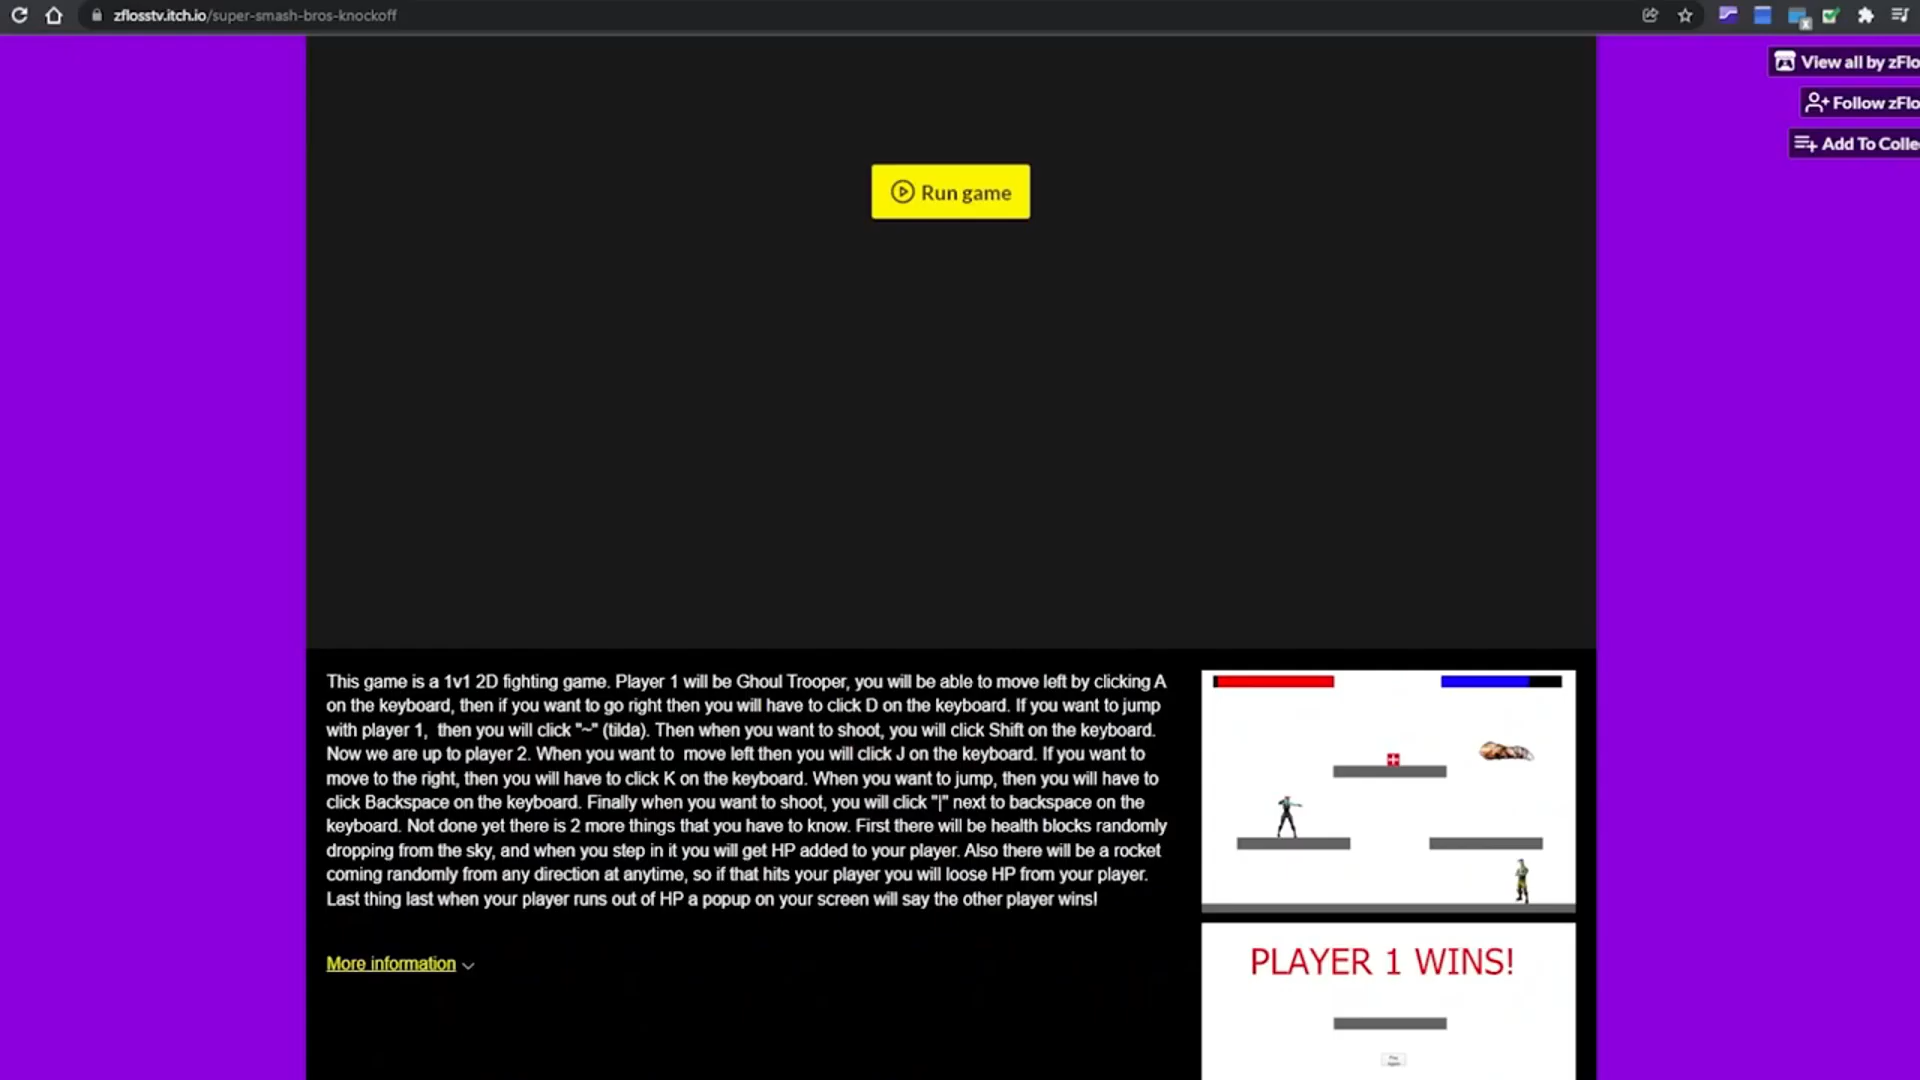 zflosstv.itch.io/super-smash-bros-knockoff
View all by zFlo
Follow zFlo
Add To Colle
Run game
This game is a 1v1 2D fighting game. Player 1 will be Ghoul Trooper, you will be able to move left by clicking A
on the keyboard, then if you want to go right then you will have to click D on the keyboard. If you want to jump
with player 1,  then you will click "~" (tilda). Then when you want to shoot, you will click Shift on the keyboard.
Now we are up to player 2. When you want to  move left then you will click J on the keyboard. If you want to
move to the right, then you will have to click K on the keyboard. When you want to jump, then you will have to
click Backspace on the keyboard. Finally when you want to shoot, you will click "|" next to backspace on the
keyboard. Not done yet there is 2 more things that you have to know. First there will be health blocks randomly
dropping from the sky, and when you step in it you will get HP added to your player. Also there will be a rocket
coming randomly from any direction at anytime, so if that hits your player you will loose HP from your player.
Last thing last when your player runs out of HP a popup on your screen will say the other player wins!
More information
PLAYER 1 WINS!